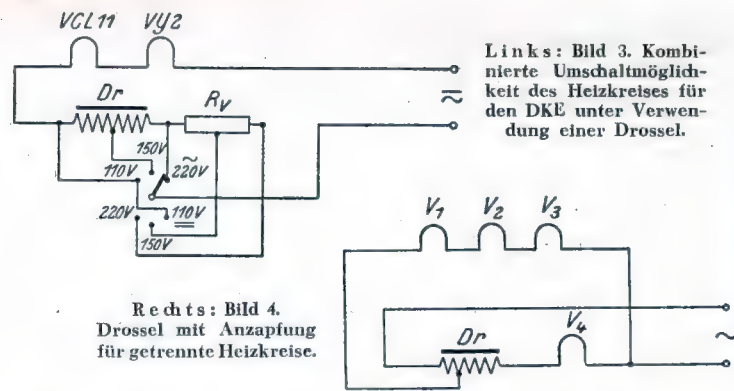 VCL11 VY2
Links: Bild 3. Kombi-
nierte Umschaltmöglich-
keit des Heizkreises für
den DKE unter Verwen-
dung einer Drossel.
Dr
Rv
150V
110V
~
220V
220V
110V
150V
V1 V2 V3
Rechts: Bild 4.
Drossel mit Anzapfung
für getrennte Heizkreise.
Dr
V4
~